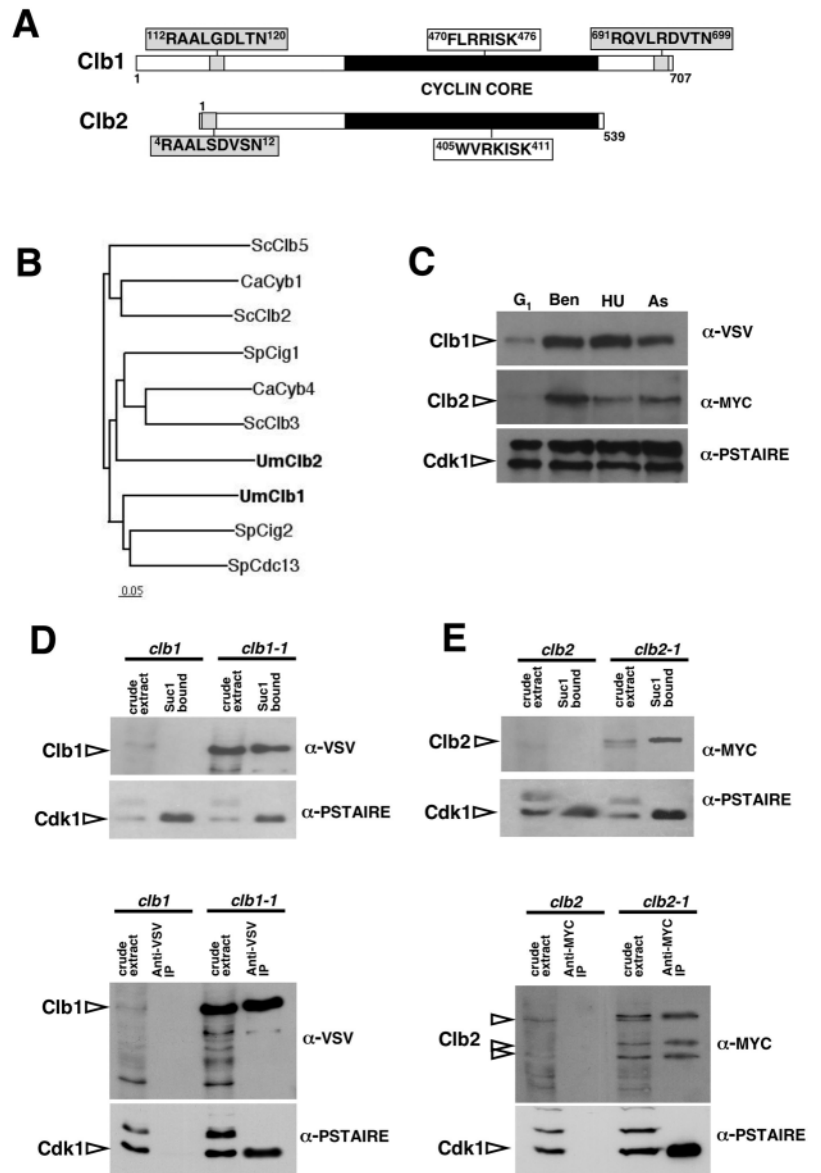 A
112RAALGDLTN120
470FLRRISK476
691RQVLRDVTN699
Clb1
1
707
CYCLIN CORE
1
Clb2
539
4RAALSDVSN12
405WVRKISK411
B
ScClb5
CaCyb1
ScClb2
SpCig1
CaCyb4
ScClb3
UmClb2
UmClb1
SpCig2
SpCdc13
0.05
C
G1 Ben HU As
Clb1 α-VSV
Clb2 α-MYC
Cdk1 α-PSTAIRE
D
clb1 clb1-1
crude extract
Suc1 bound
crude extract
Suc1 bound
Clb1 α-VSV
Cdk1 α-PSTAIRE
clb1 clb1-1
crude extract
Anti-VSV IP
crude extract
Anti-VSV IP
Clb1
α-VSV
Cdk1 α-PSTAIRE
E
clb2 clb2-1
crude extract
Suc1 bound
crude extract
Suc1 bound
Clb2 α-MYC
Cdk1 α-PSTAIRE
clb2 clb2-1
crude extract
Anti-MYC IP
crude extract
Anti-MYC IP
Clb2 α-MYC
Cdk1 α-PSTAIRE